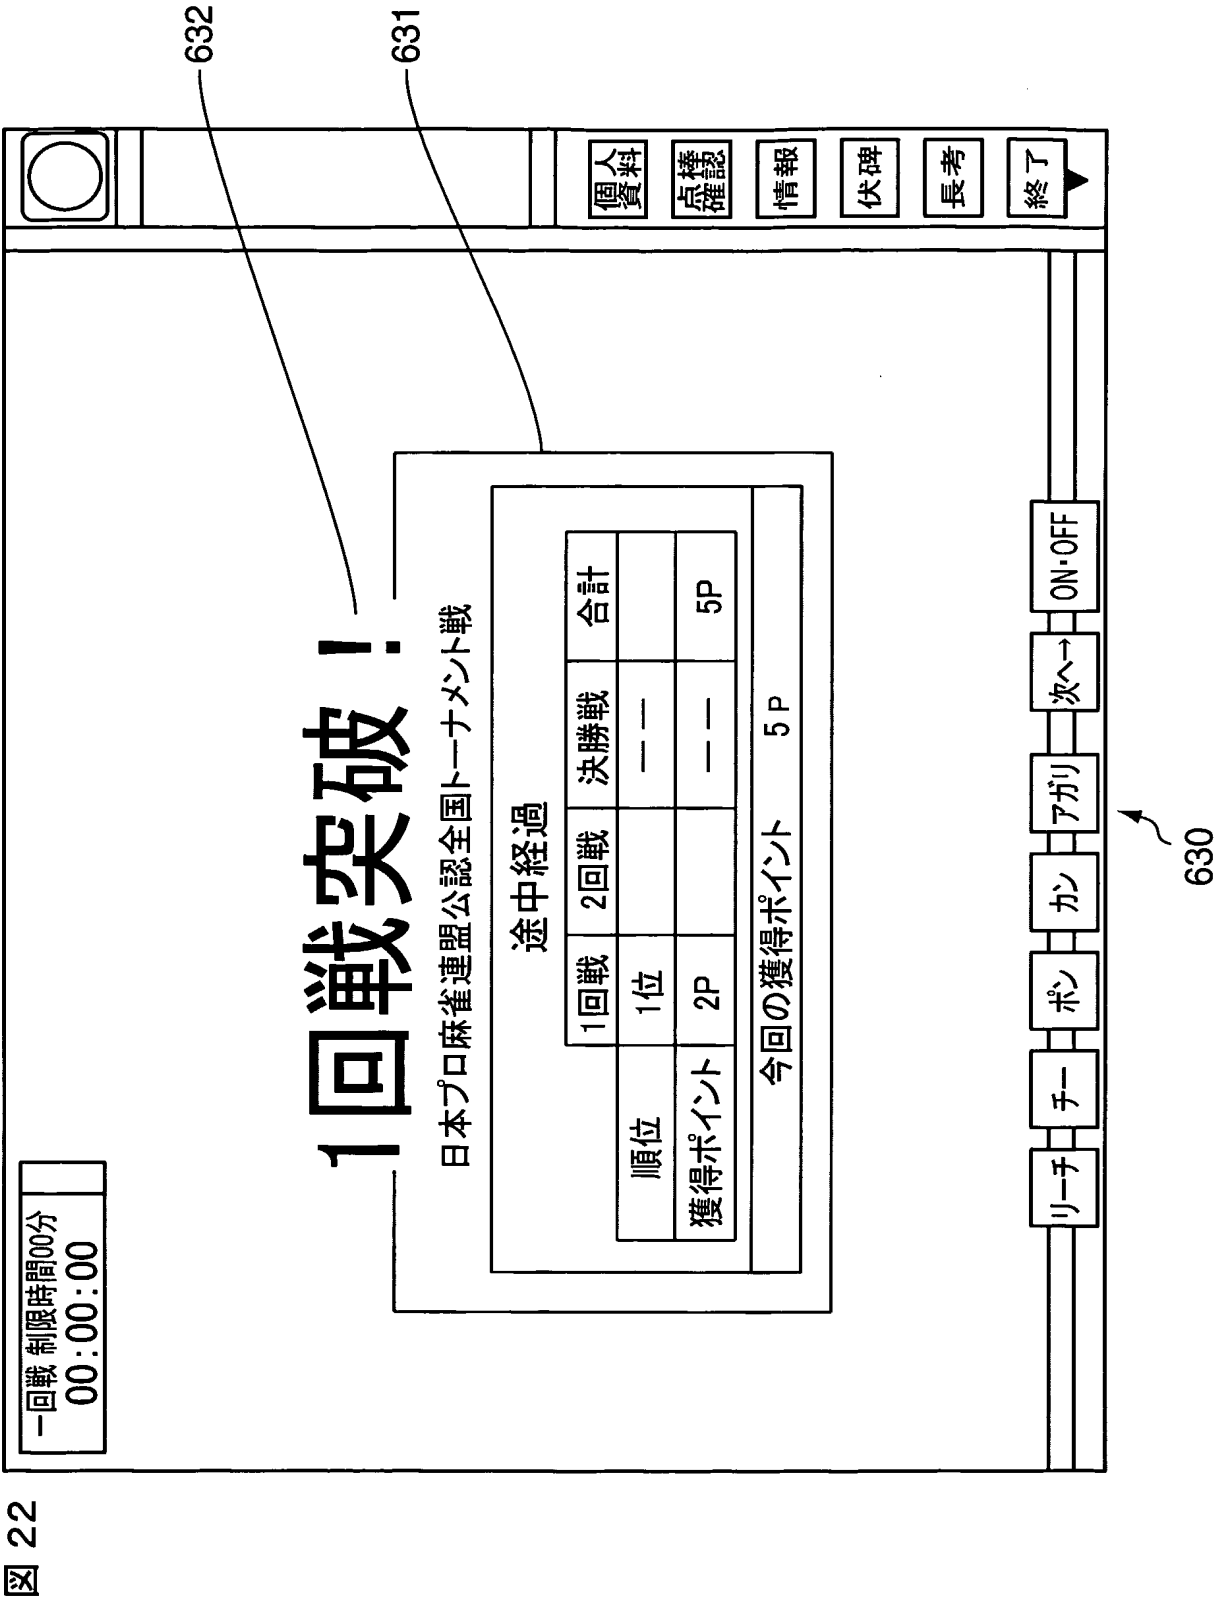 図 22
一回戦 制限時間00分
00:00:00
1回戦突破!
632
631
日本プロ麻雀連盟公認全国トーナメント戦
途中経過
1回戦 2回戦 決勝戦 合計
順位 1位 ——
獲得ポイント 2P —— 5P
今回の獲得ポイント 5P
個人資料
点棒確認
情報
伏碑
長考
終了
リーチ チー ポン カン アガリ 次へ→ ON・OFF
630